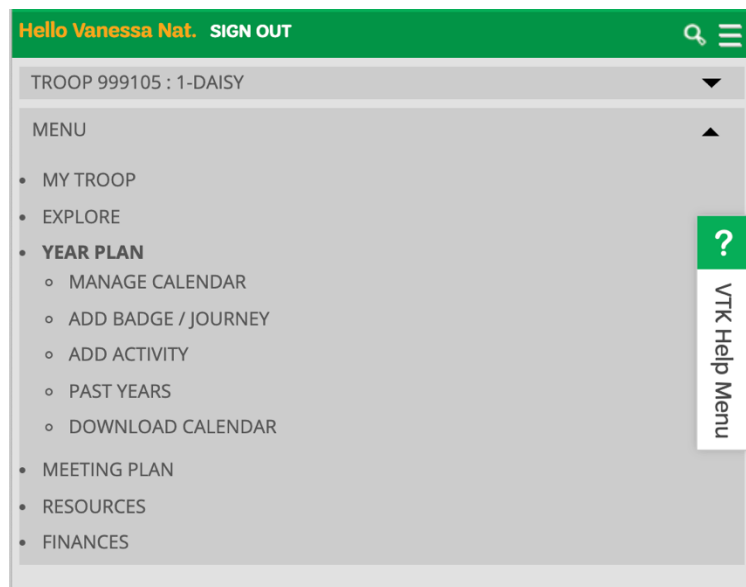 Hello Vanessa Nat. SIGN OUT
TROOP 999105 : 1-DAISY
MENU
MY TROOP
EXPLORE
YEAR PLAN
MANAGE CALENDAR
ADD BADGE / JOURNEY
ADD ACTIVITY
PAST YEARS
DOWNLOAD CALENDAR
MEETING PLAN
RESOURCES
FINANCES
?
VTK Help Menu